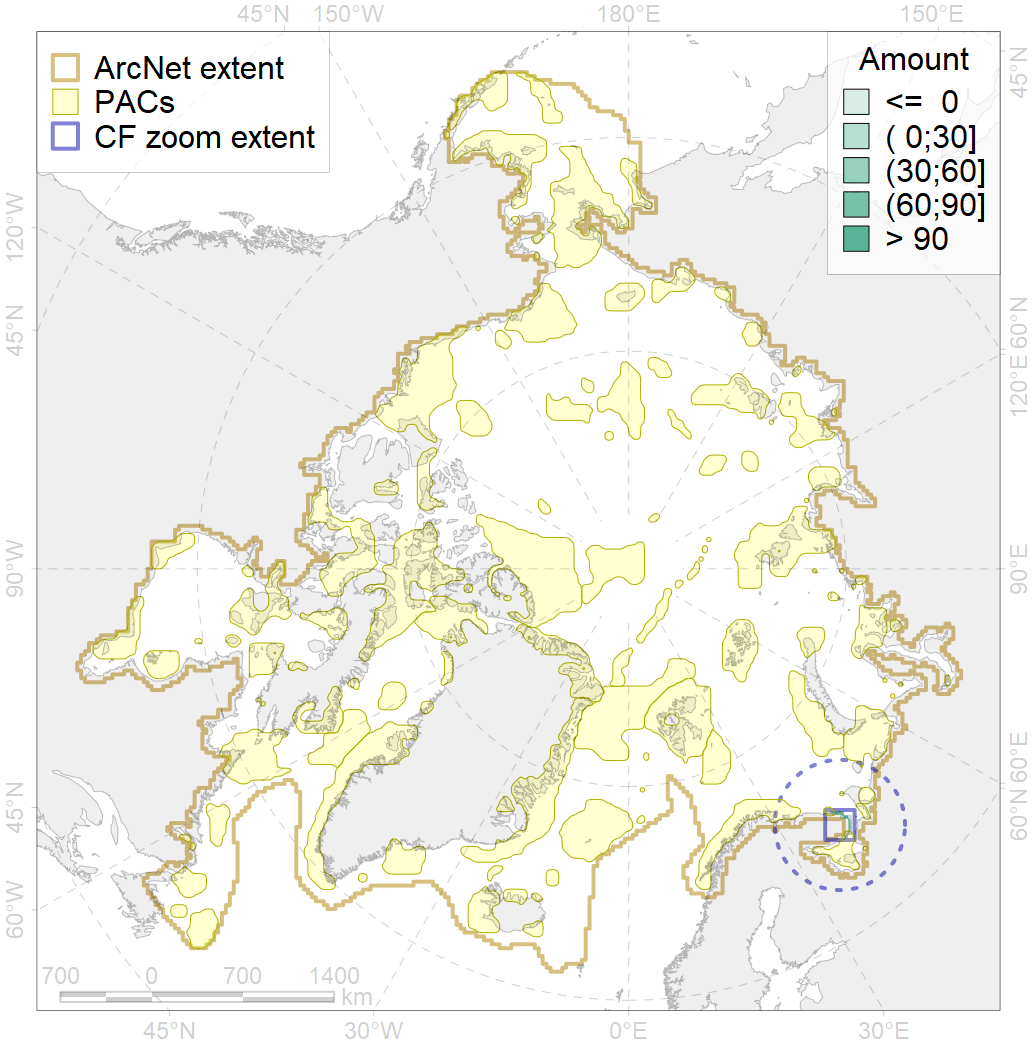 45°N 150°W 180°E 150°E
ArcNet extent
PACs
CF zoom extent
Amount
<= 0
( 0;30]
(30;60]
(60;90]
> 90
45°N
120°W
45°N
90°W
45°N
60°W
60°N
120°E
90°E
60°E
60°N
700 0 700 1400
km
45°W 30°W 0°E 30°E